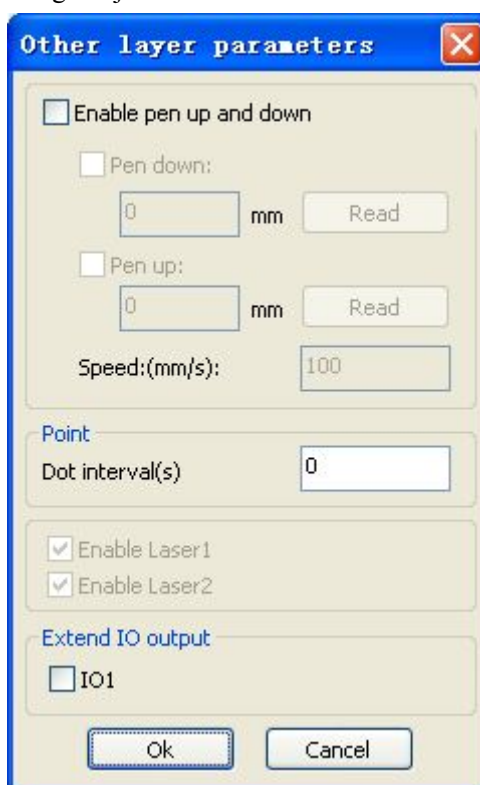 Other layer parameters
Enable pen up and down
Pen down:
0 mm Read
Pen up:
0 mm Read
Speed:(mm/s): 100
Point
Dot interval(s) 0
Enable Laser1
Enable Laser2
Extend IO output
IO1
Ok Cancel